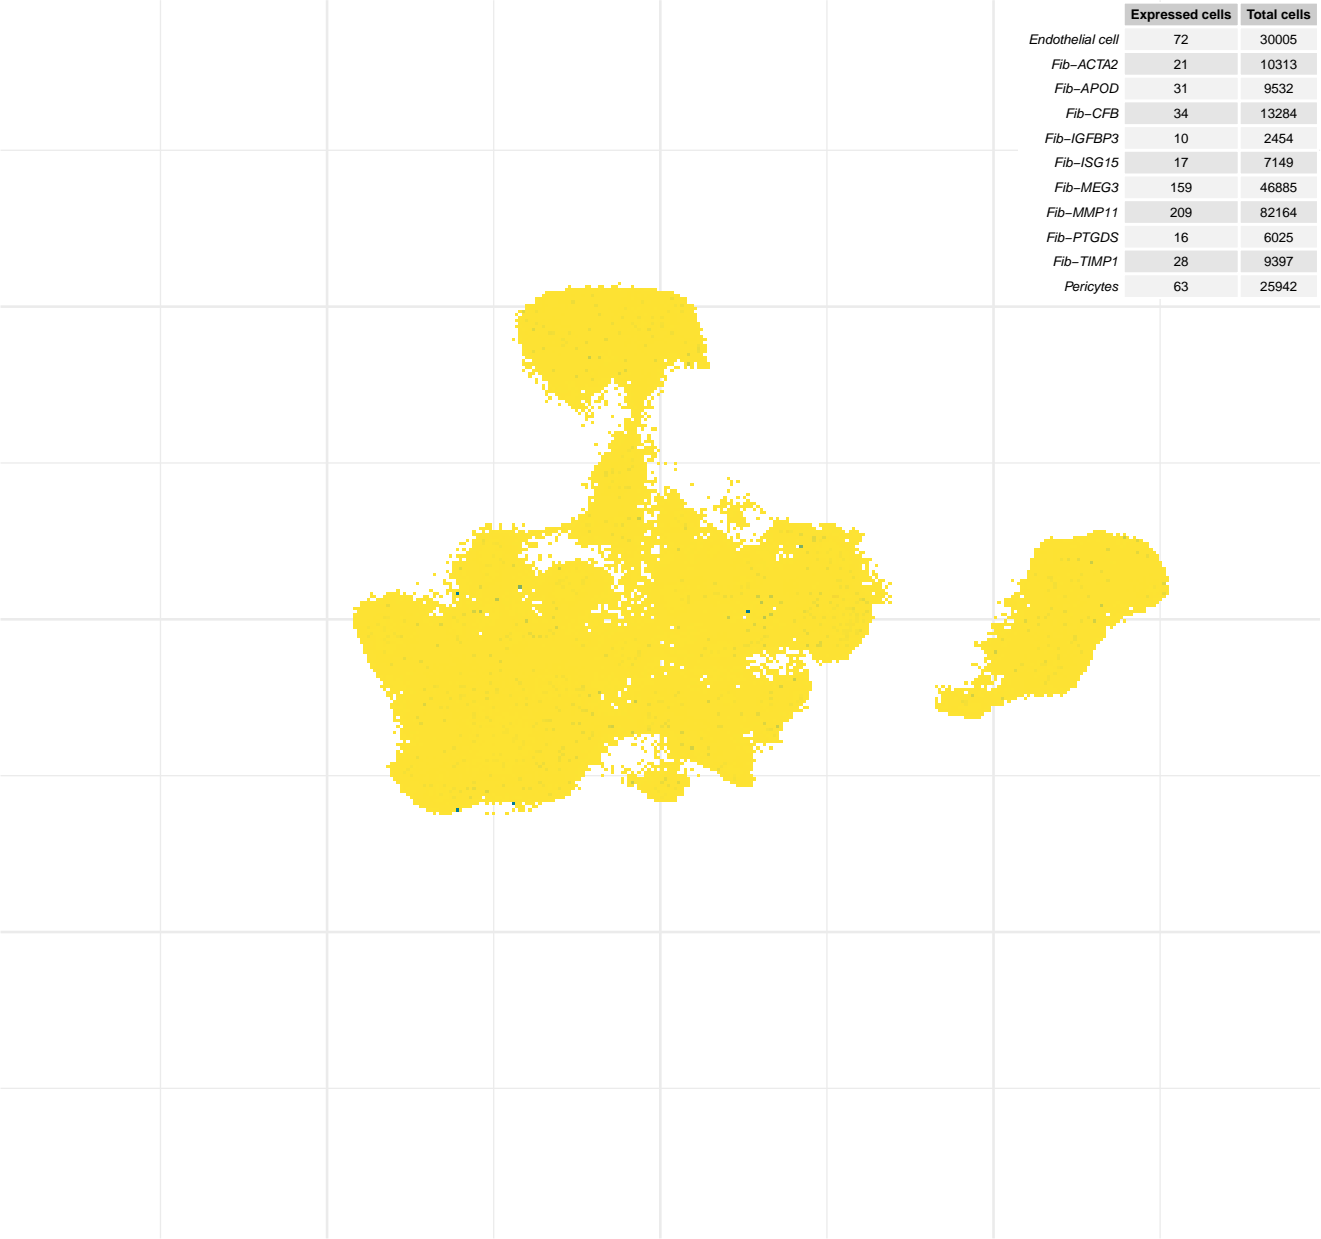 Expressed cells Total cells
Endothelial cell 72 30005
Fib−ACTA2 21 10313
Fib−APOD 31 9532
Fib−CFB 34 13284
Fib−IGFBP3 10 2454
Fib−ISG15 17 7149
Fib−MEG3 159 46885
Fib−MMP11 209 82164
Fib−PTGDS 16 6025
Fib−TIMP1 28 9397
Pericytes 63 25942